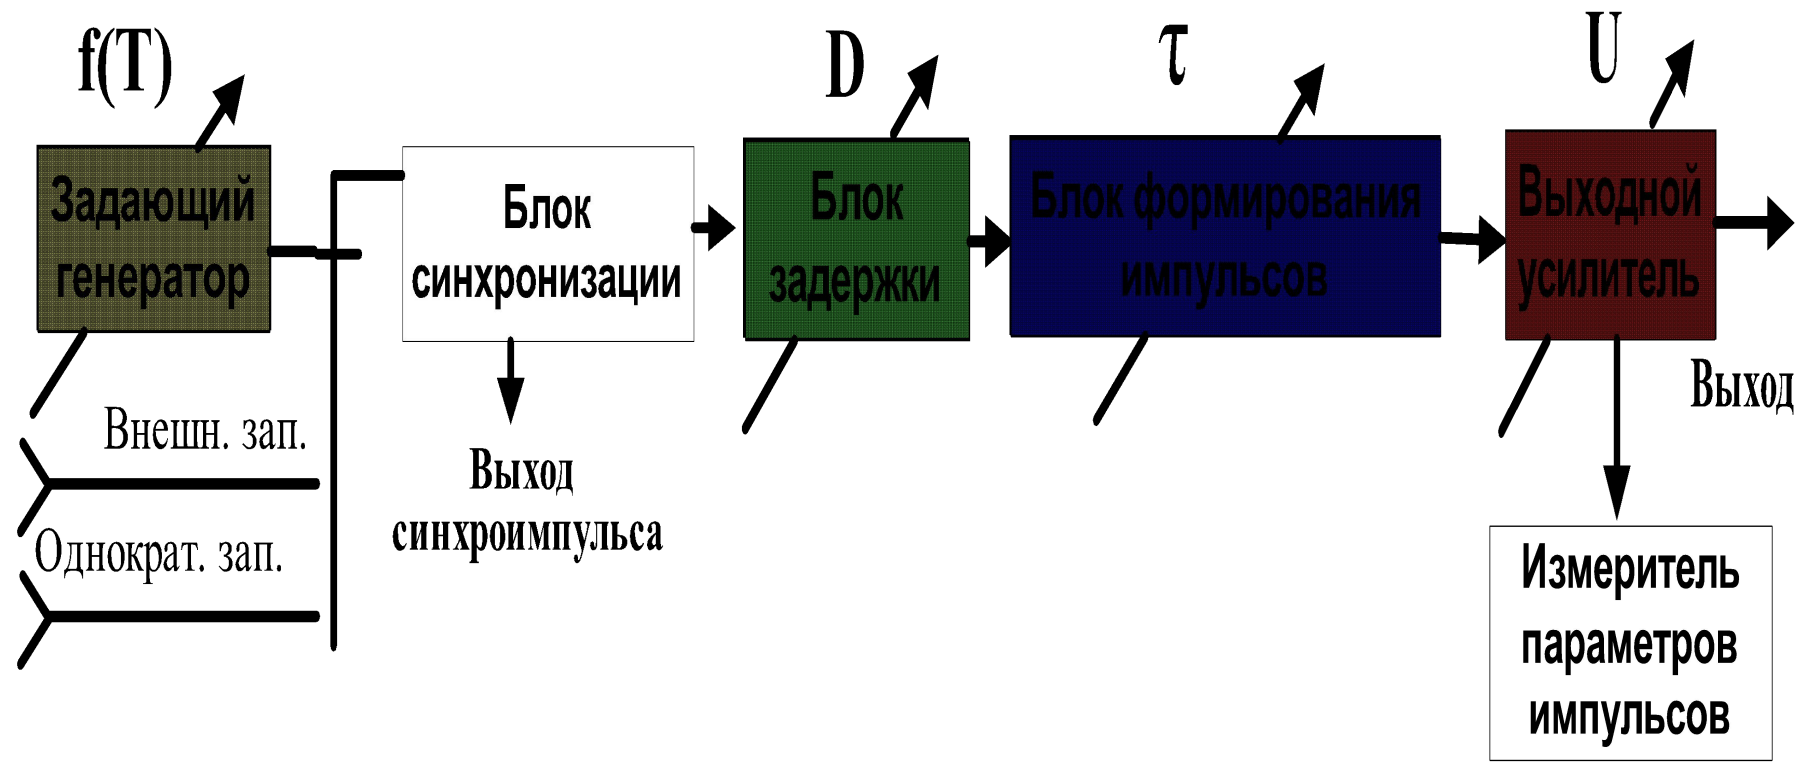 f(T)
D
τ
U
Задающий
генератор
Блок
синхронизации
Блок
задержки
Блок формирования
импульсов
Выходной
усилитель
Выход
Внешн. зап.
Однократ. зап.
Выход
синхроимпульса
Измеритель
параметров
импульсов